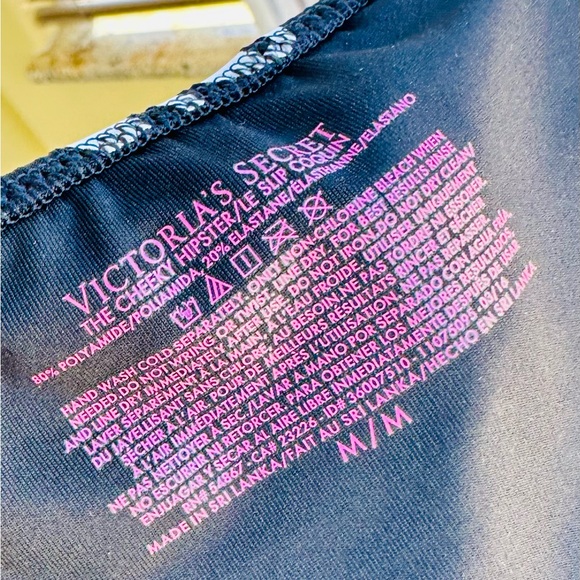 VICTORIA'S SECRET
THE CHEEKY HIPSTER/LE SLIP COQUIN
80% POLYAMIDE/POLIAMIDA 20% ELASTANE/ÉLASTHANNE/ELASTANO
HAND WASH COLD SEPARATELY. ONLY NON-CHLORINE BLEACH WHEN
NEEDED. DO NOT WRING OR TWIST. LINE DRY. FOR BEST RESULTS RINSE
AND LINE DRY IMMEDIATELY AFTER USE. DO NOT IRON. DO NOT DRY CLEAN/
LAVER SÉPARÉMENT À LA MAIN, À L'EAU FROIDE. UTILISER UNIQUEMENT
DU JAVELLISANT SANS CHLORE AU BESOIN. NE PAS TORDRE NI ESSORER.
SÉCHER À L'AIR. POUR DE MEILLEURS RÉSULTATS RINCER ET SÉCHER
À L'AIR IMMÉDIATEMENT APRÈS L'UTILISATION. NE PAS REPASSER.
NE PAS NETTOYER À SEC./LAVAR A MANO POR SEPARADO CON AGUA FRÍA
NO ESCURRIR NI RETORCER. PARA OBTENER LOS MEJORES RESULTADOS
ENJUAGAR Y SECAR AL AIRE LIBRE INMEDIATAMENTE DESPUÉS DE USAR.
RN# 54867 CA# 23226 ID#
MADE IN SRI LANKA/FAIT AU SRI LANKA/HECHO EN SRI LANKA
M/M